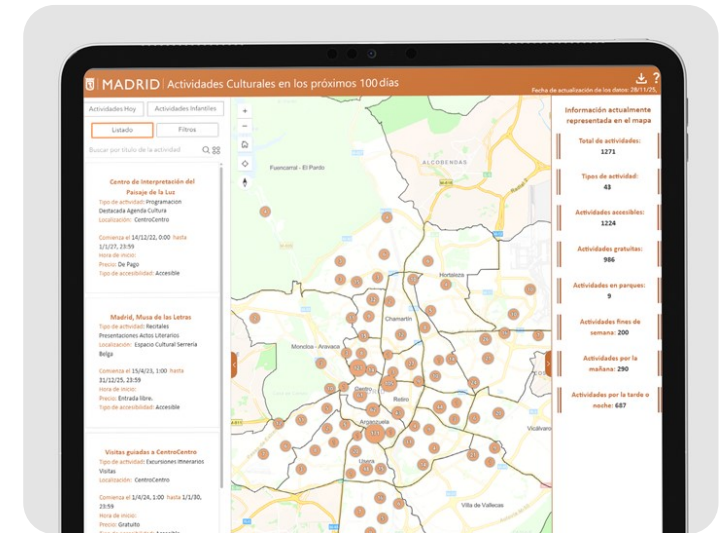 MADRID | Actividades Culturales en los próximos 100 días
Fecha de actualización de los datos: 28/11/25,
Actividades Hoy
Actividades Infantiles
Listado
Filtros
Buscar por título de la actividad
Centro de Interpretación del
Paisaje de la Luz
Tipo de actividad: Programacion
Destacada Agenda Cultura
Localización: CentroCentro
Comienza el 14/12/22, 0:00 hasta
1/1/27, 23:59
Hora de inicio:
Precio: De Pago
Tipo de accesibilidad: Accesible
Madrid, Musa de las Letras
Tipo de actividad: Recitales
Presentaciones Actos Literarios
Localización: Espacio Cultural Serrería
Belga
Comienza el 15/4/23, 1:00 hasta
31/12/25, 23:59
Hora de inicio:
Precio: Entrada libre.
Tipo de accesibilidad: Accesible
Visitas guiadas a CentroCentro
Tipo de actividad: Excursiones Itinerarios
Visitas
Localización: CentroCentro
Comienza el 1/4/24, 1:00 hasta 1/1/30,
23:59
Hora de inicio:
Precio: Gratuito
Tipo de accesibilidad: Accesible
Fuencarral - El Pardo
ALCOBENDAS
Hortaleza
Chamartín
Moncloa - Aravaca
Centro
Retiro
Arganzuela
Usera
Vicálvaro
Villa de Vallecas
Información actualmente
representada en el mapa
Total de actividades:
1271
Tipos de actividad:
43
Actividades accesibles:
1224
Actividades gratuitas:
986
Actividades en parques:
9
Actividades fines de
semana: 200
Actividades por la
mañana: 290
Actividades por la tarde o
noche: 687